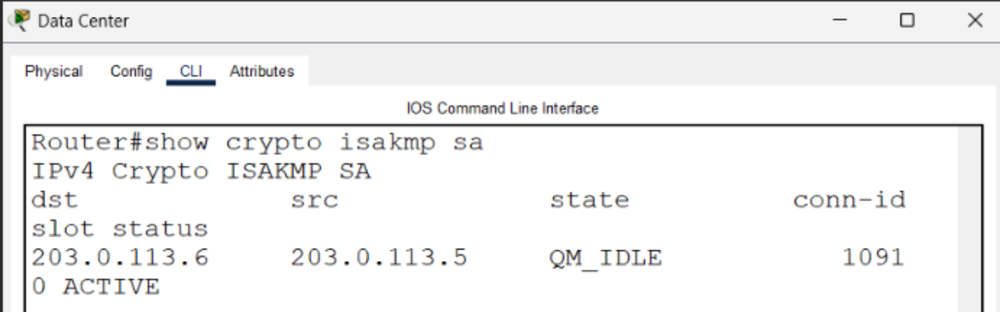 Data Center
Physical Config CLI Attributes
IOS Command Line Interface
Router#show crypto isakmp sa
IPv4 Crypto ISAKMP SA
dst src state conn-id
slot status
203.0.113.6 203.0.113.5 QM_IDLE 1091
0 ACTIVE